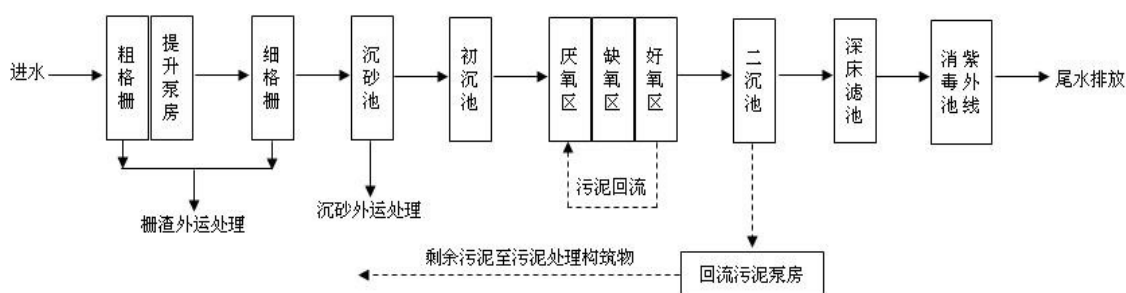 进水
粗格栅
提升泵房
细格栅
沉砂池
初沉池
厌氧区
缺氧区
好氧区
二沉池
深床滤池
紫外线
消毒池
尾水排放
污泥回流
栅渣外运处理
沉砂外运处理
剩余污泥至污泥处理构筑物
回流污泥泵房